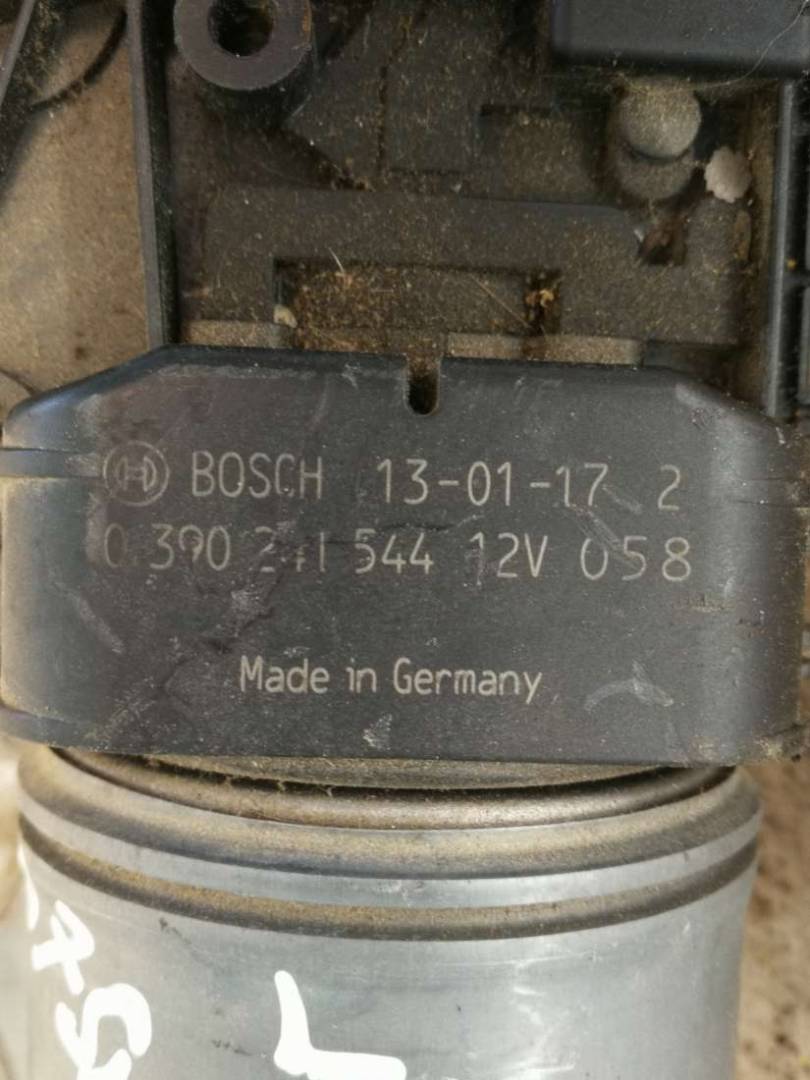 BOSCH 13-01-17 2
0 390 241 544 12V 058
Made in Germany